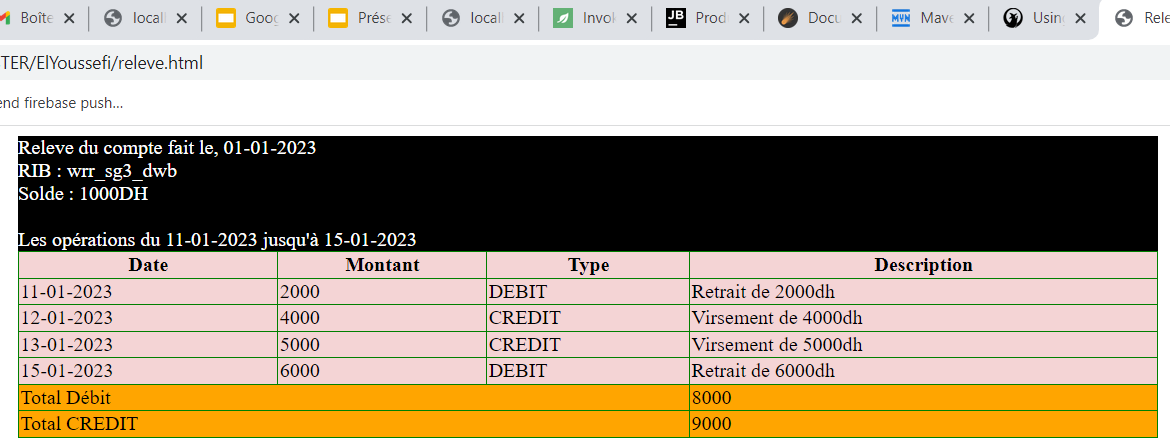 Boîte locall Goog Prése locall Invok Prod Docu Mave Using Rele
TER/ElYoussefi/releve.html
end firebase push...
Releve du compte fait le, 01-01-2023
RIB : wrr_sg3_dwb
Solde : 1000DH
Les opérations du 11-01-2023 jusqu'à 15-01-2023
Date Montant Type Description
11-01-2023 2000 DEBIT Retrait de 2000dh
12-01-2023 4000 CREDIT Virsement de 4000dh
13-01-2023 5000 CREDIT Virsement de 5000dh
15-01-2023 6000 DEBIT Retrait de 6000dh
Total Débit 8000
Total CREDIT 9000